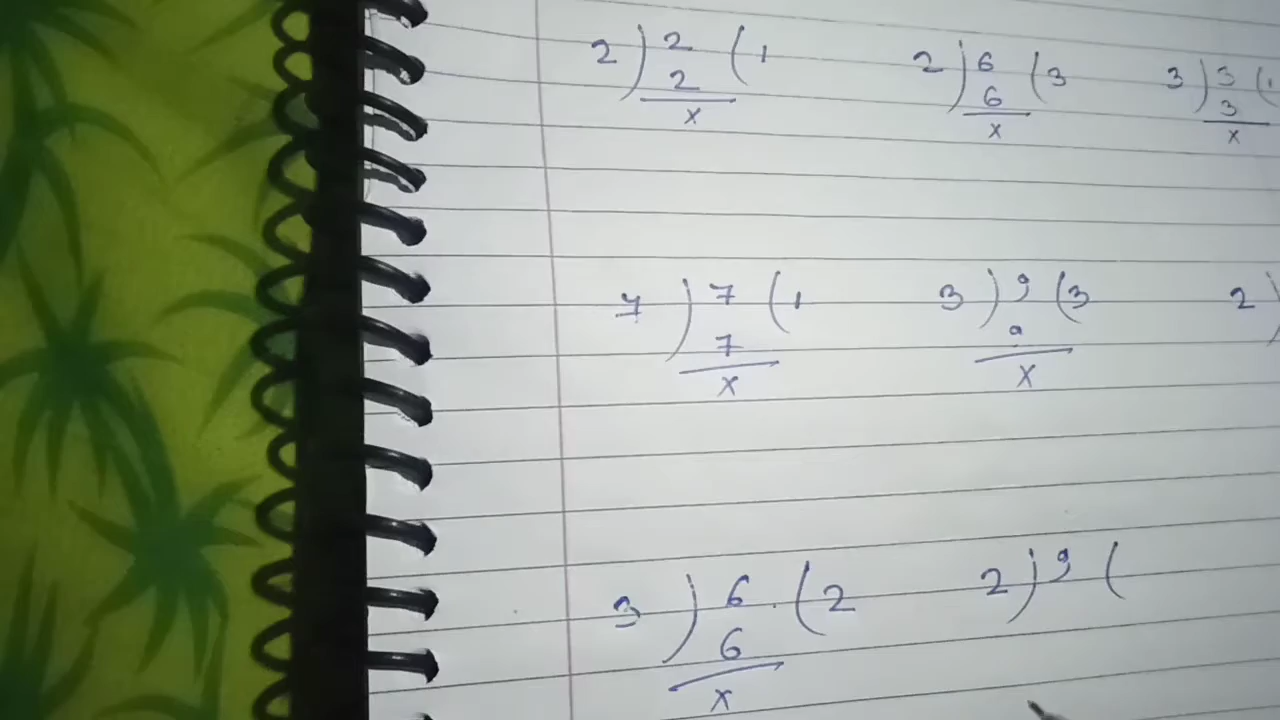 2 ) 2 ( 1 2 ) 6 ( 3 3 ) 3 ( 1
2 6 3
x x x
7 ) 7 ( 1 3 ) 9 ( 3 2 )
7 9
x x
3 ) 6 ( 2 2 ) 9 (
6
x